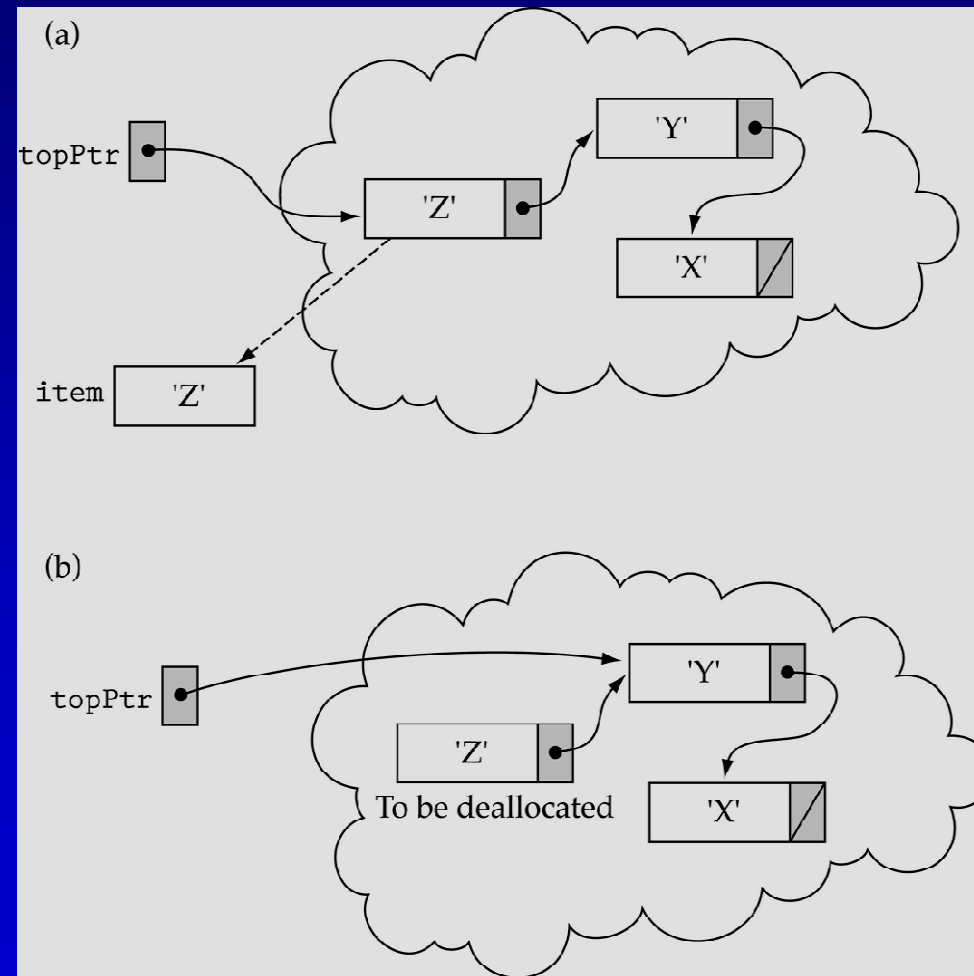 (a)
topPtr
'Y'
'Z'
'X'
item
'Z'
(b)
topPtr
'Y'
'Z'
To be deallocated
'X'